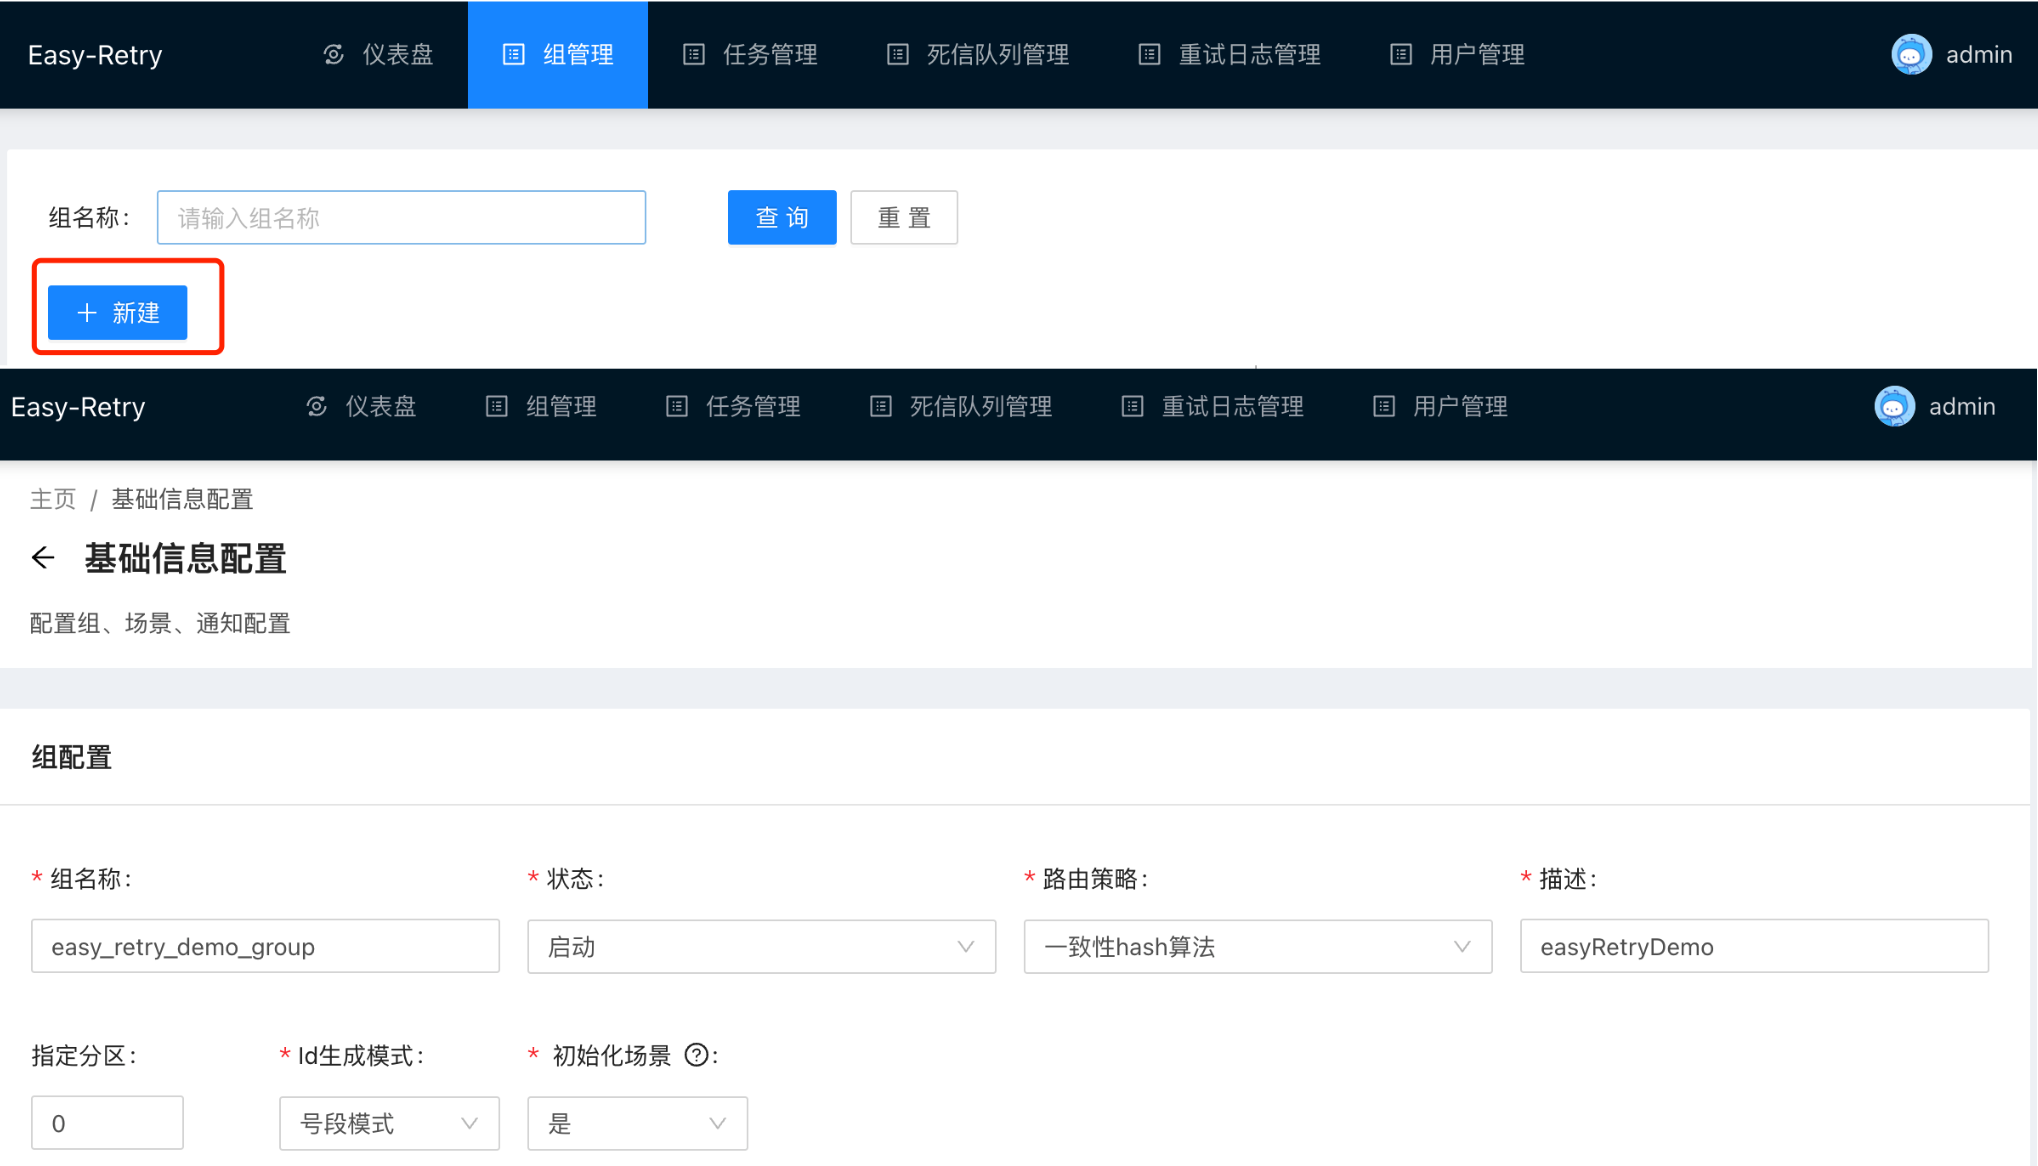 Easy-Retry 仪表盘 组管理 任务管理 死信队列管理 重试日志管理 用户管理 admin
组名称: 请输入组名称 查 询 重 置
+ 新建
Easy-Retry 仪表盘 组管理 任务管理 死信队列管理 重试日志管理 用户管理 admin
主页 / 基础信息配置
← 基础信息配置
配置组、场景、通知配置
组配置
* 组名称: * 状态: * 路由策略: * 描述:
easy_retry_demo_group 启动 一致性hash算法 easyRetryDemo
指定分区: * Id生成模式: * 初始化场景 ?:
0 号段模式 是